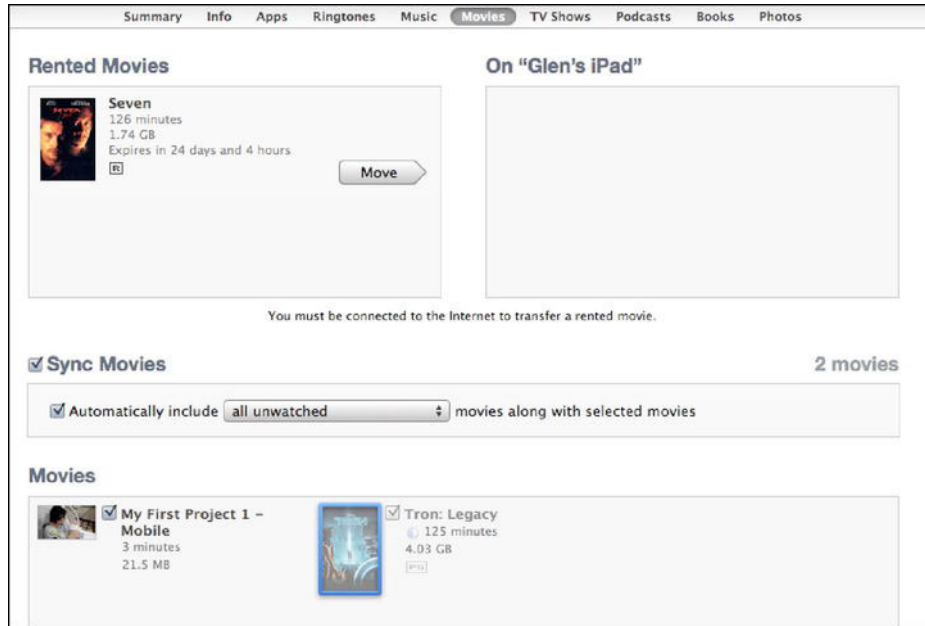 Summary Info Apps Ringtones Music Movies TV Shows Podcasts Books Photos
Rented Movies
On “Glen’s iPad”
Seven
126 minutes
1.74 GB
Expires in 24 days and 4 hours
Move
You must be connected to the Internet to transfer a rented movie.
Sync Movies
2 movies
Automatically include all unwatched movies along with selected movies
Movies
My First Project 1 –
Mobile
3 minutes
21.5 MB
Tron: Legacy
125 minutes
4.03 GB
PG